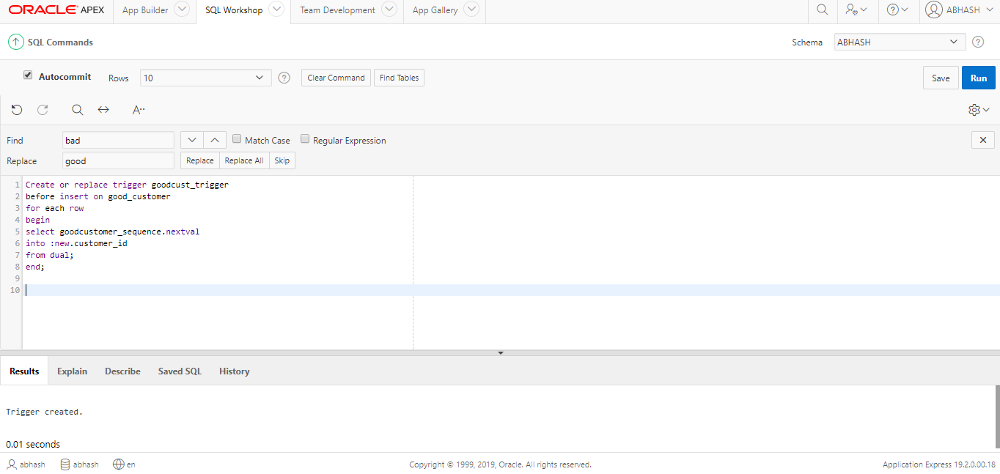 ORACLE APEX App Builder SQL Workshop Team Development App Gallery ABHASH
SQL Commands Schema ABHASH
Autocommit Rows 10 Clear Command Find Tables Save Run
A
Find bad Match Case Regular Expression
Replace good Replace Replace All Skip
1 Create or replace trigger goodcust_trigger
2 before insert on good_customer
3 for each row
4 begin
5 select goodcustomer_sequence.nextval
6 into :new.customer_id
7 from dual;
8 end;
9
10
Results Explain Describe Saved SQL History
Trigger created.
0.01 seconds
abhash abhash en Copyright © 1999, 2019, Oracle. All rights reserved. Application Express 19.2.0.00.18